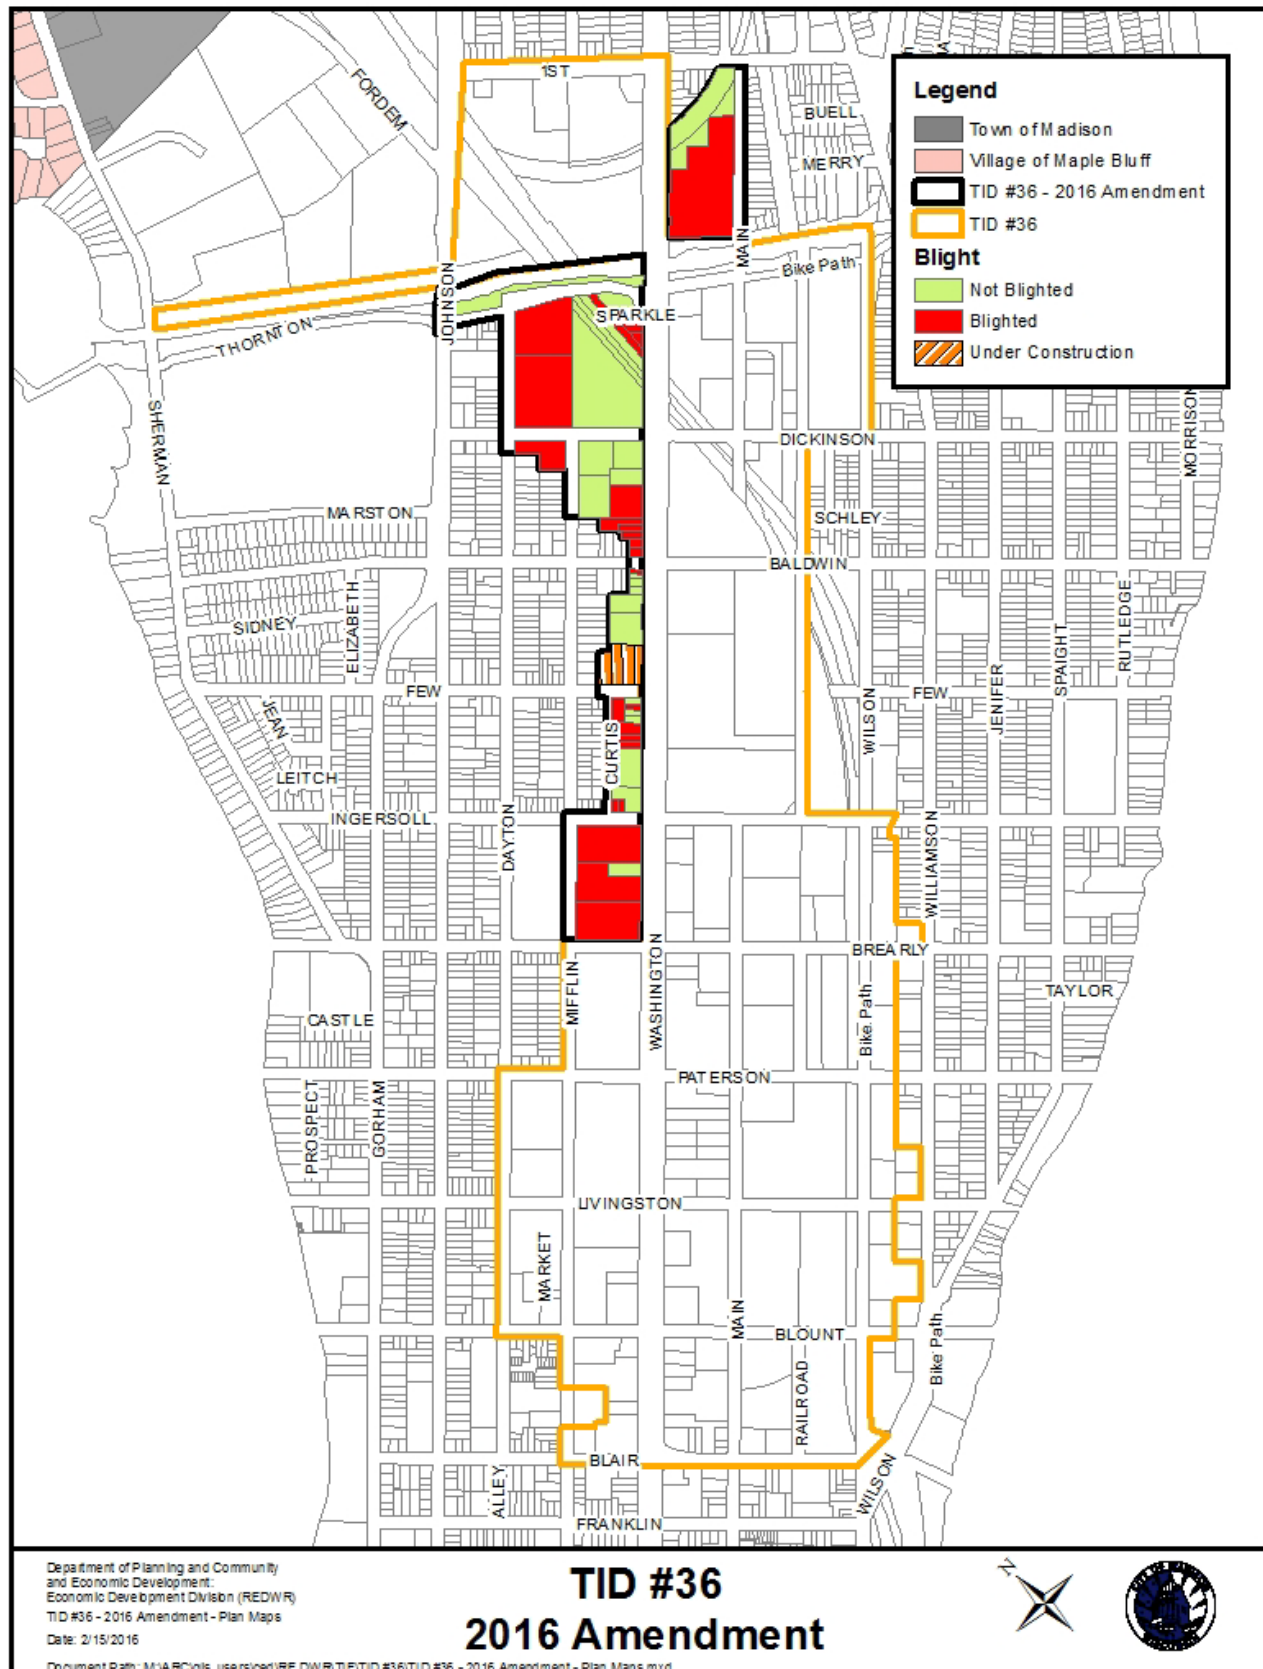 1ST
FORDEM
BUELL
MERRY
MAIN
Bike Path
JOHNSON
SPARKLE
THORNTON
SHERMAN
DICKINSON
MORRISON
MARSTON
SCHLEY
BALDWIN
ELIZABETH
SIDNEY
RUTLEDGE
SPAIGHT
JENIFER
FEW
FEW
WILSON
JEAN
CURTIS
LEITCH
INGERSOLL
DAYTON
WILLIAMSON
BREARLY
MIFFLIN
WASHINGTON
TAYLOR
CASTLE
Bike Path
PATERSON
PROSPECT
GORHAM
LIVINGSTON
MARKET
MAIN
BLOUNT
Bike Path
RAILROAD
BLAIR
ALLEY
WILSON
FRANKLIN
Legend
Town of Madison
Village of Maple Bluff
TID #36 - 2016 Amendment
TID #36
Blight
Not Blighted
Blighted
Under Construction
Department of Planning and Community
and Economic Development:
Economic Development Division (REDWR)
TID #36 - 2016 Amendment - Plan Maps
Date: 2/15/2016
TID #36
2016 Amendment
N